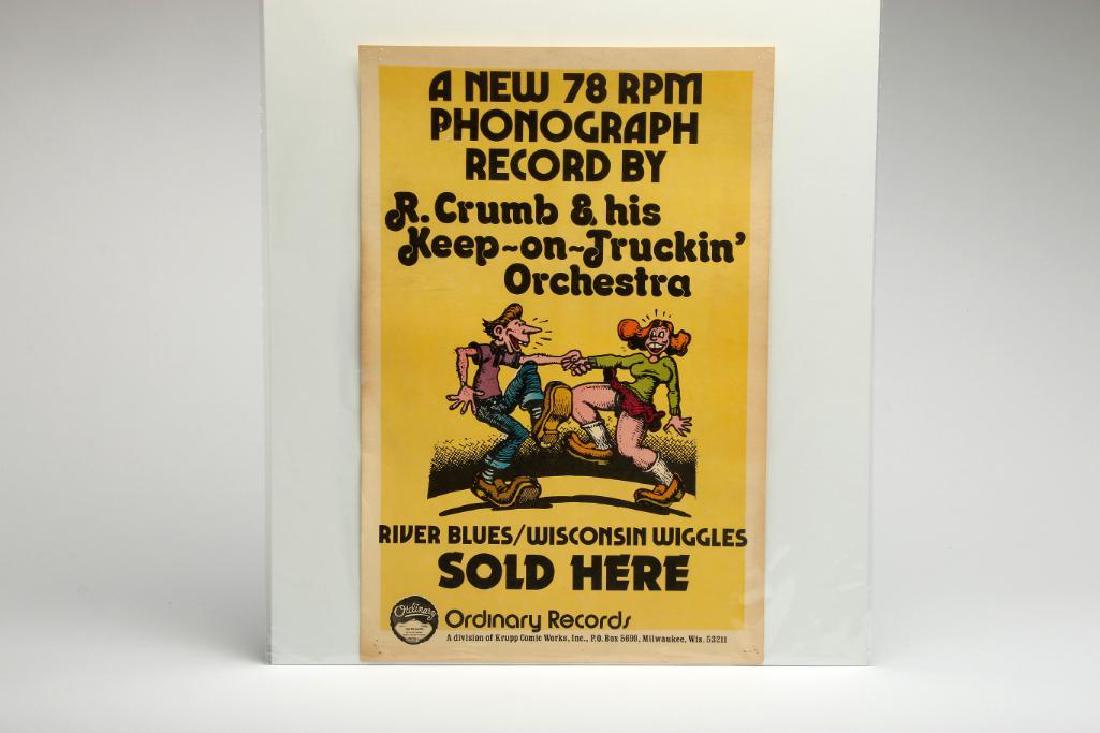 A NEW 78 RPM
PHONOGRAPH
RECORD BY
R. Crumb & his
Keep~on~Truckin'
Orchestra
RIVER BLUES/WISCONSIN WIGGLES
SOLD HERE
Ordinary
Ordinary Records
A division of Krupp Comic Works, Inc., P.O. Box 5699, Milwaukee, Wis. 53211